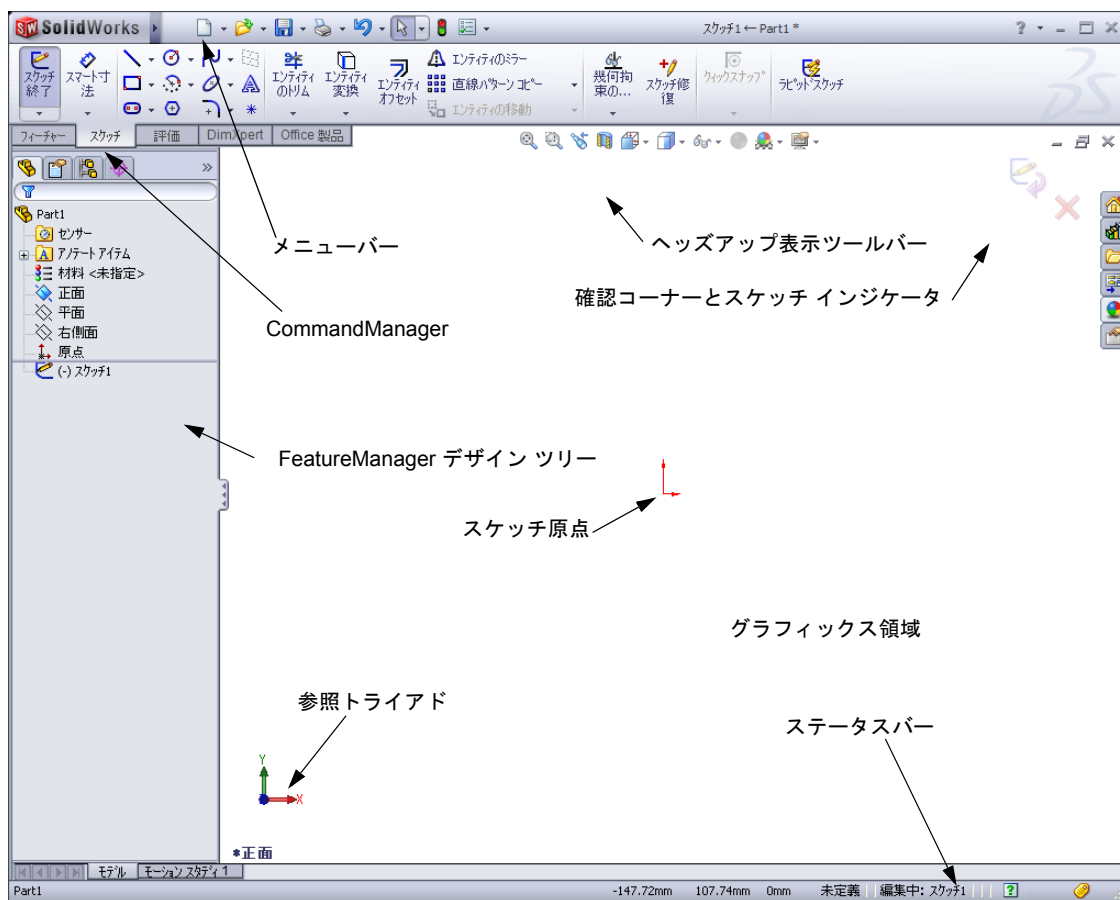 SolidWorks
スケッチ1 ← Part1 *
スケッチ終了
スマート寸法
エンティティのトリム
エンティティ変換
エンティティオフセット
エンティティのミラー
直線パターン コピー
エンティティの移動
幾何拘束の...
スケッチ修復
クイックスナップ
ラピッドスケッチ
フィーチャー
スケッチ
評価
DimXpert
Office 製品
Part1
センサー
アノテートアイテム
材料 <未指定>
正面
平面
右側面
原点
(-) スケッチ1
メニューバー
ヘッズアップ表示ツールバー
確認コーナーとスケッチ インジケータ
CommandManager
FeatureManager デザイン ツリー
スケッチ原点
グラフィックス領域
参照トライアド
ステータスバー
Y
X
*正面
モデル
モーション スタディ 1
Part1
-147.72mm
107.74mm
0mm
未定義
編集中: スケッチ1